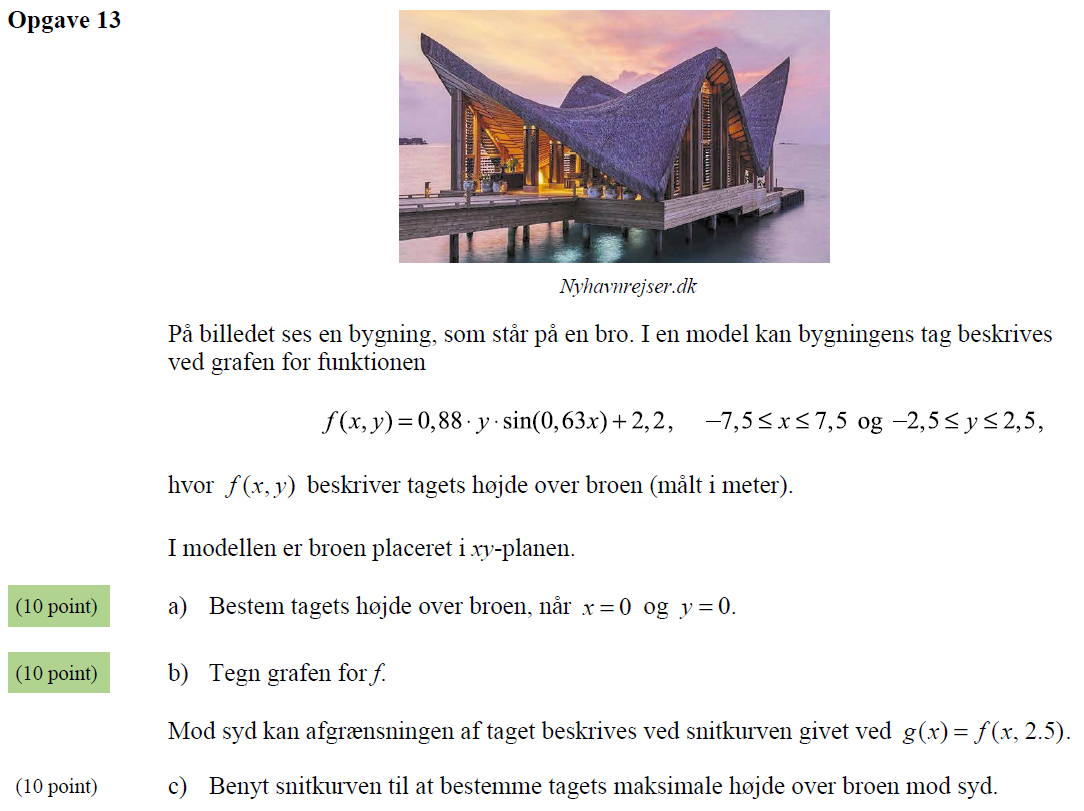 Opgave 13
Nyhavnrejser.dk
På billedet ses en bygning, som står på en bro. I en model kan bygningens tag beskrives
ved grafen for funktionen
f(x, y) = 0,88 · y · sin(0,63x) + 2,2,   −7,5 ≤ x ≤ 7,5 og −2,5 ≤ y ≤ 2,5,
hvor f(x, y) beskriver tagets højde over broen (målt i meter).
I modellen er broen placeret i xy-planen.
(10 point) a) Bestem tagets højde over broen, når x = 0 og y = 0.
(10 point) b) Tegn grafen for f.
Mod syd kan afgrænsningen af taget beskrives ved snitkurven givet ved g(x) = f(x, 2.5).
(10 point) c) Benyt snitkurven til at bestemme tagets maksimale højde over broen mod syd.